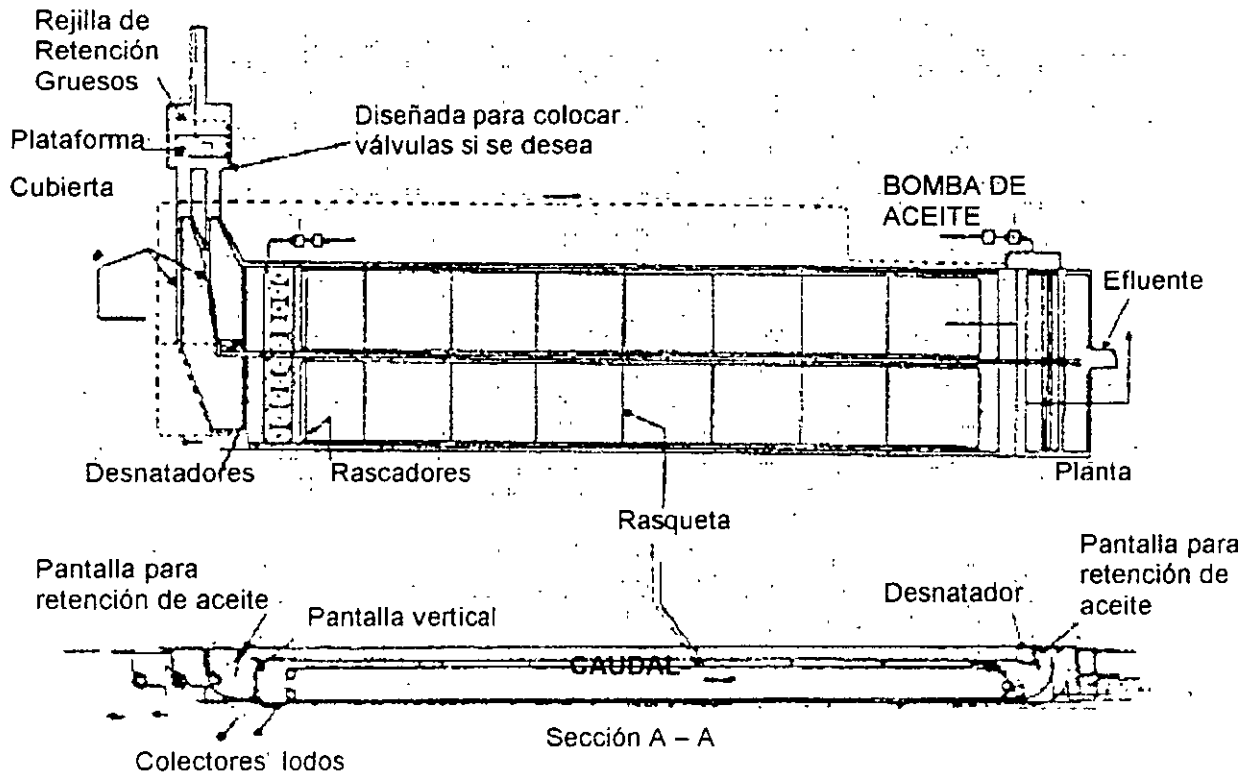 Rejilla de
Retención
Gruesos
Plataforma
Cubierta
Diseñada para colocar
válvulas si se desea
BOMBA DE
ACEITE
Efluente
Desnatadores
Rascadores
Planta
Rasqueta
Pantalla para
retención de aceite
Pantalla vertical
Desnatador
Pantalla para
retención de
aceite
CAUDAL
Colectores lodos
Sección A – A